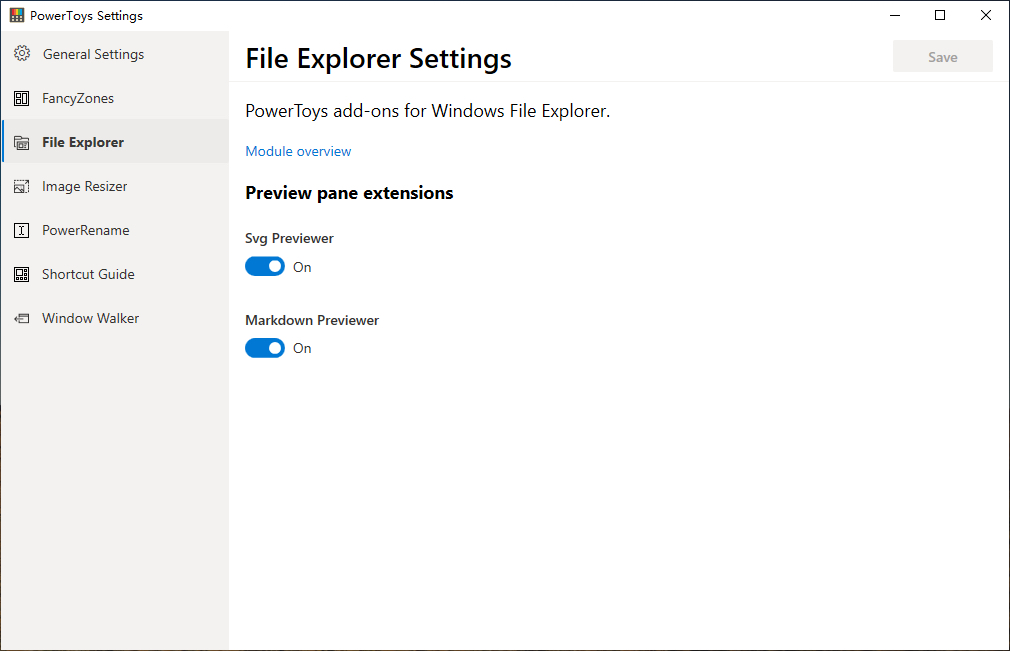 PowerToys Settings
General Settings
FancyZones
File Explorer
Image Resizer
PowerRename
Shortcut Guide
Window Walker
File Explorer Settings
Save
PowerToys add-ons for Windows File Explorer.
Module overview
Preview pane extensions
Svg Previewer
On
Markdown Previewer
On